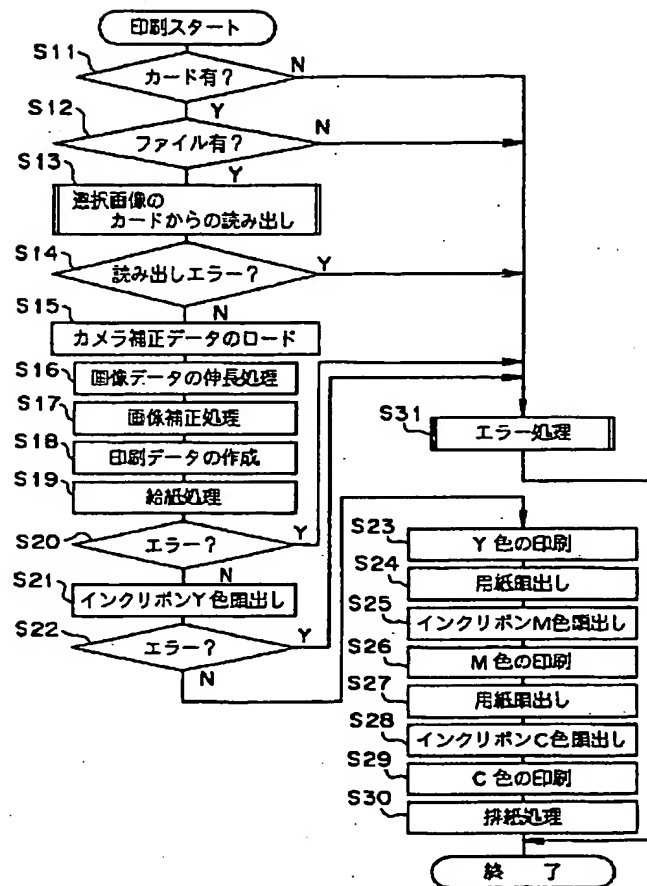 印刷スタート
S11
カード有?
N
Y
S12
ファイル有?
N
Y
S13
選択画像の
カードからの読み出し
S14
読み出しエラー?
Y
N
S15
カメラ補正データのロード
S16
画像データの伸長処理
S17
画像補正処理
S18
印刷データの作成
S19
給紙処理
S20
エラー?
Y
N
S21
インクリボンY色頭出し
S22
エラー?
Y
N
S31
エラー処理
S23
Y色の印刷
S24
用紙頭出し
S25
インクリボンM色頭出し
S26
M色の印刷
S27
用紙頭出し
S28
インクリボンC色頭出し
S29
C色の印刷
S30
排紙処理
終 了